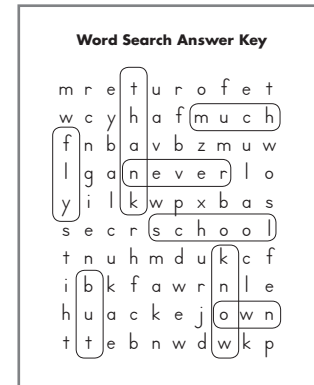 Word Search Answer Key
m r e t u r o f e t
w c y h a f m u c h
f n b a v b z m u w
l g a n e v e r l o
y i l k w p x b a s
s e c r s c h o o l
t n u h m d u k c f
i b k f a w r n l e
h u a c k e j o w n
t t e b n w d w k p